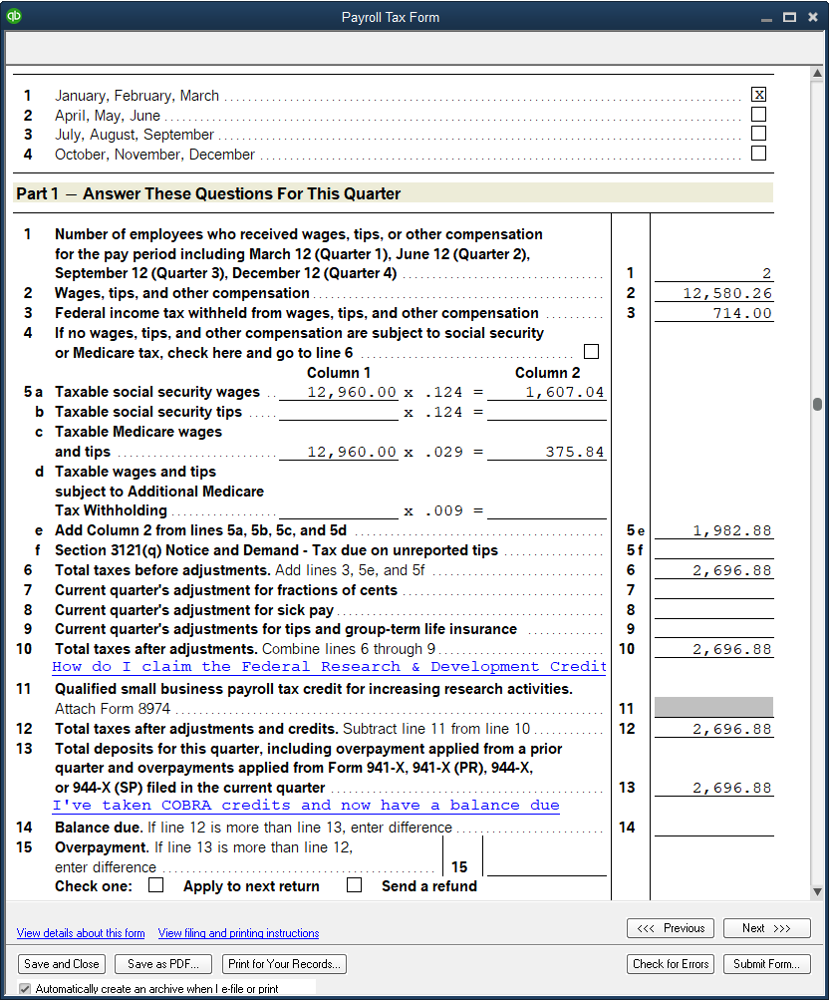 qb
Payroll Tax Form
1 January, February, March X
2 April, May, June
3 July, August, September
4 October, November, December
Part 1 — Answer These Questions For This Quarter
1 Number of employees who received wages, tips, or other compensation
for the pay period including March 12 (Quarter 1), June 12 (Quarter 2),
September 12 (Quarter 3), December 12 (Quarter 4) 1 2
2 Wages, tips, and other compensation 2 12,580.26
3 Federal income tax withheld from wages, tips, and other compensation 3 714.00
4 If no wages, tips, and other compensation are subject to social security
or Medicare tax, check here and go to line 6
Column 1 Column 2
5 a Taxable social security wages 12,960.00 x .124 = 1,607.04
b Taxable social security tips x .124 =
c Taxable Medicare wages
and tips 12,960.00 x .029 = 375.84
d Taxable wages and tips
subject to Additional Medicare
Tax Withholding x .009 =
e Add Column 2 from lines 5a, 5b, 5c, and 5d 5 e 1,982.88
f Section 3121(q) Notice and Demand - Tax due on unreported tips 5 f
6 Total taxes before adjustments. Add lines 3, 5e, and 5f 6 2,696.88
7 Current quarter's adjustment for fractions of cents 7
8 Current quarter's adjustment for sick pay 8
9 Current quarter's adjustments for tips and group-term life insurance 9
10 Total taxes after adjustments. Combine lines 6 through 9 10 2,696.88
How do I claim the Federal Research & Development Credit
11 Qualified small business payroll tax credit for increasing research activities.
Attach Form 8974 11
12 Total taxes after adjustments and credits. Subtract line 11 from line 10 12 2,696.88
13 Total deposits for this quarter, including overpayment applied from a prior
quarter and overpayments applied from Form 941-X, 941-X (PR), 944-X,
or 944-X (SP) filed in the current quarter 13 2,696.88
I've taken COBRA credits and now have a balance due
14 Balance due. If line 12 is more than line 13, enter difference 14
15 Overpayment. If line 13 is more than line 12,
enter difference 15
Check one: Apply to next return Send a refund
View details about this form View filing and printing instructions <<< Previous Next >>>
Save and Close Save as PDF... Print for Your Records... Check for Errors Submit Form...
Automatically create an archive when I e-file or print